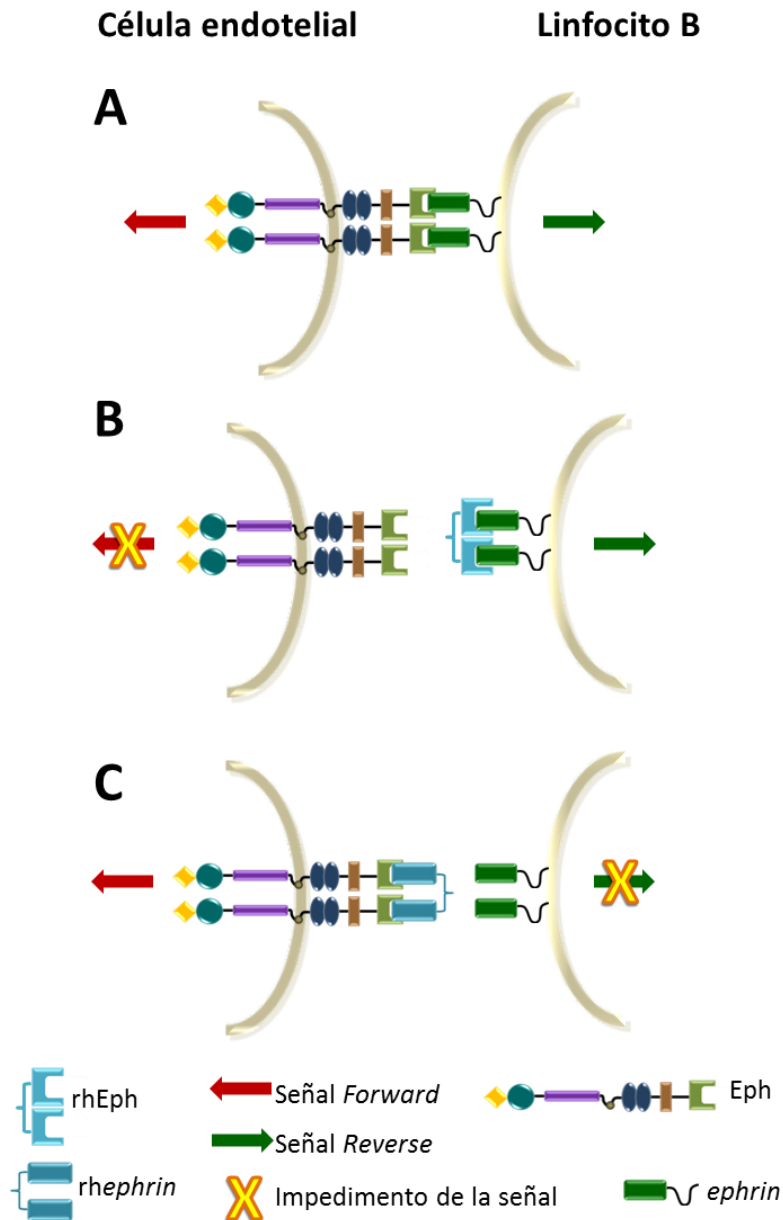 Célula endotelial Linfocito B
A
B
C
rhEph Señal Forward Eph
Señal Reverse
rhephrin Impedimento de la señal ephrin